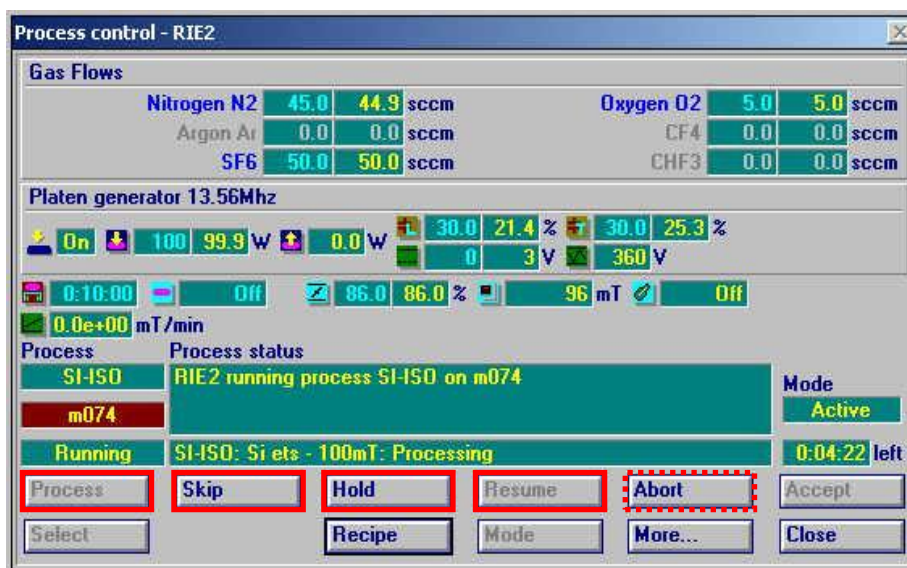 Process control - RIE2
Gas Flows
Nitrogen N2 45.0 44.9 sccm Oxygen O2 5.0 5.0 sccm
Argon Ar 0.0 0.0 sccm CF4 0.0 0.0 sccm
SF6 50.0 50.0 sccm CHF3 0.0 0.0 sccm
Platen generator 13.56Mhz
On 100 99.9 W 0.0 W L 30.0 21.4 % T 30.0 25.3 %
0 3 V 360 V
0:10:00 Off 86.0 86.0 % 96 mT Off
0.0e+00 mT/min
Process Process status
SI-ISO RIE2 running process SI-ISO on m074 Mode
m074 Active
Running SI-ISO: Si ets - 100mT: Processing 0:04:22 left
Process Skip Hold Resume Abort Accept
Select Recipe Mode More... Close